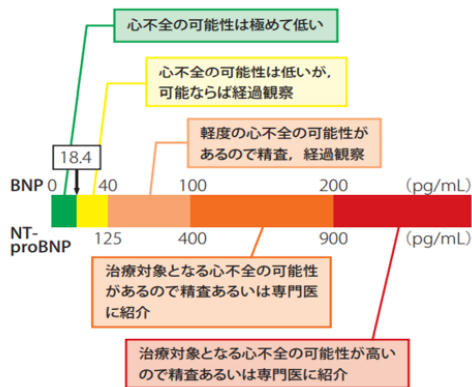 心不全の可能性は極めて低い
心不全の可能性は低いが，
可能ならば経過観察
軽度の心不全の可能性が
あるので精査，経過観察
18.4
BNP 0 40 100 200 (pg/mL)
NT-
proBNP 125 400 900 (pg/mL)
治療対象となる心不全の可能性
があるので精査あるいは専門医
に紹介
治療対象となる心不全の可能性が高い
ので精査あるいは専門医に紹介